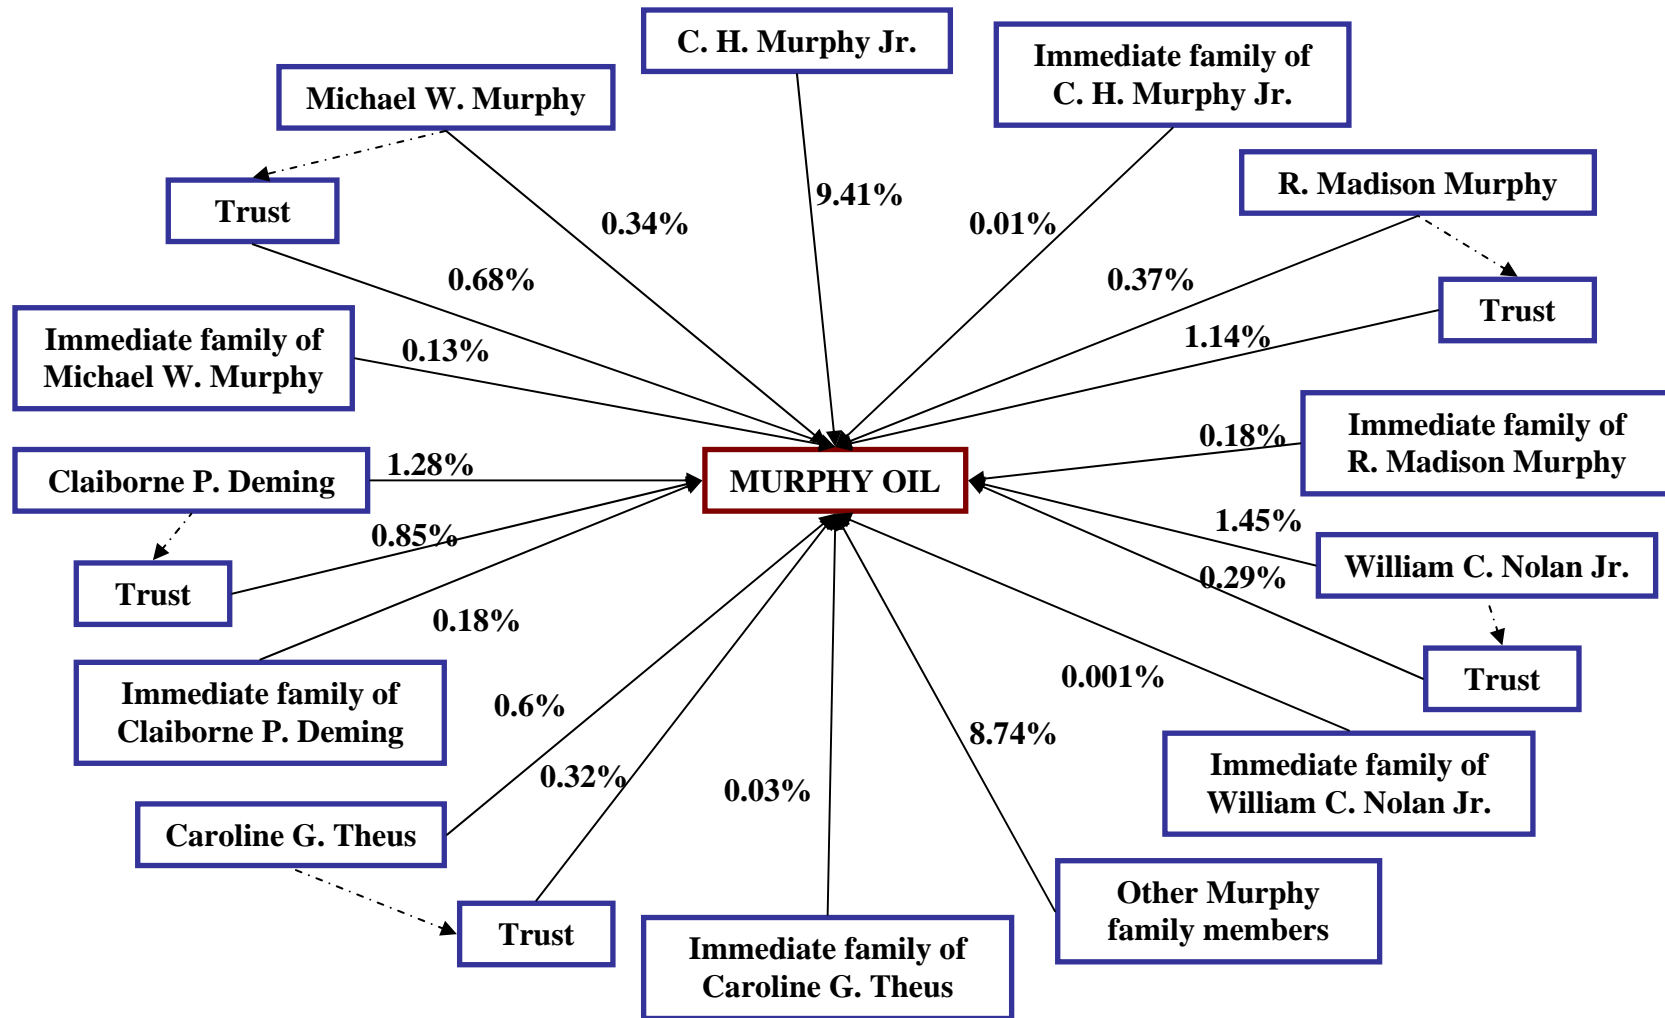 C. H. Murphy Jr.
Immediate family of
C. H. Murphy Jr.
Michael W. Murphy
R. Madison Murphy
Trust
9.41%
0.34%
0.01%
0.68%
0.37%
Trust
Immediate family of
Michael W. Murphy
0.13%
1.14%
Immediate family of
R. Madison Murphy
0.18%
Claiborne P. Deming
1.28%
MURPHY OIL
1.45%
0.85%
William C. Nolan Jr.
0.29%
Trust
0.18%
Trust
0.001%
Immediate family of
Claiborne P. Deming
0.6%
8.74%
Immediate family of
William C. Nolan Jr.
0.32%
0.03%
Caroline G. Theus
Other Murphy
family members
Trust
Immediate family of
Caroline G. Theus